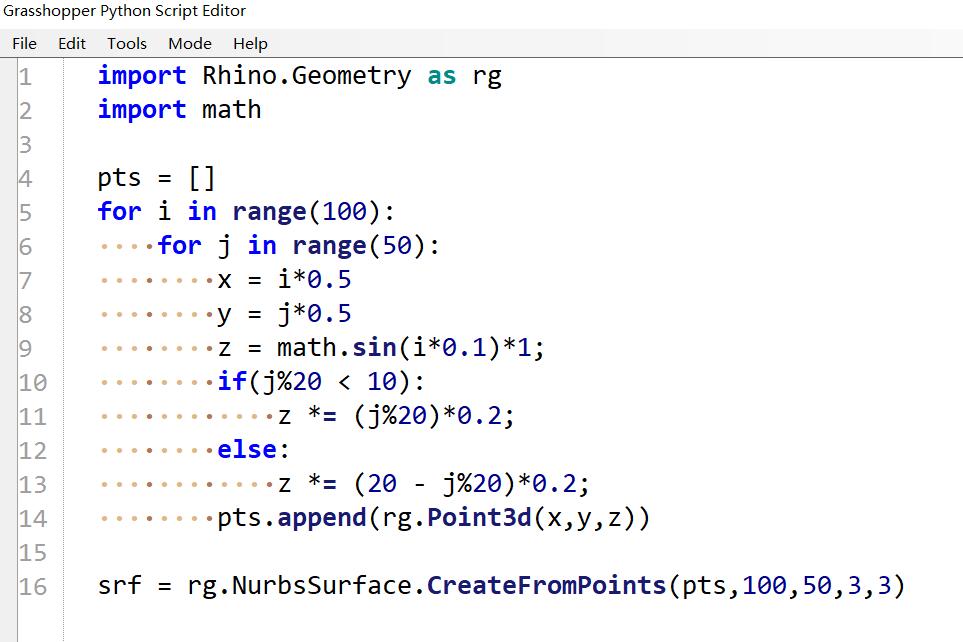 Grasshopper Python Script Editor
File Edit Tools Mode Help
1 import Rhino.Geometry as rg
2 import math
3
4 pts = []
5 for i in range(100):
6 ····for j in range(50):
7 ········x = i*0.5
8 ········y = j*0.5
9 ········z = math.sin(i*0.1)*1;
10 ········if(j%20 < 10):
11 ············z *= (j%20)*0.2;
12 ········else:
13 ············z *= (20 - j%20)*0.2;
14 ········pts.append(rg.Point3d(x,y,z))
15
16 srf = rg.NurbsSurface.CreateFromPoints(pts,100,50,3,3)